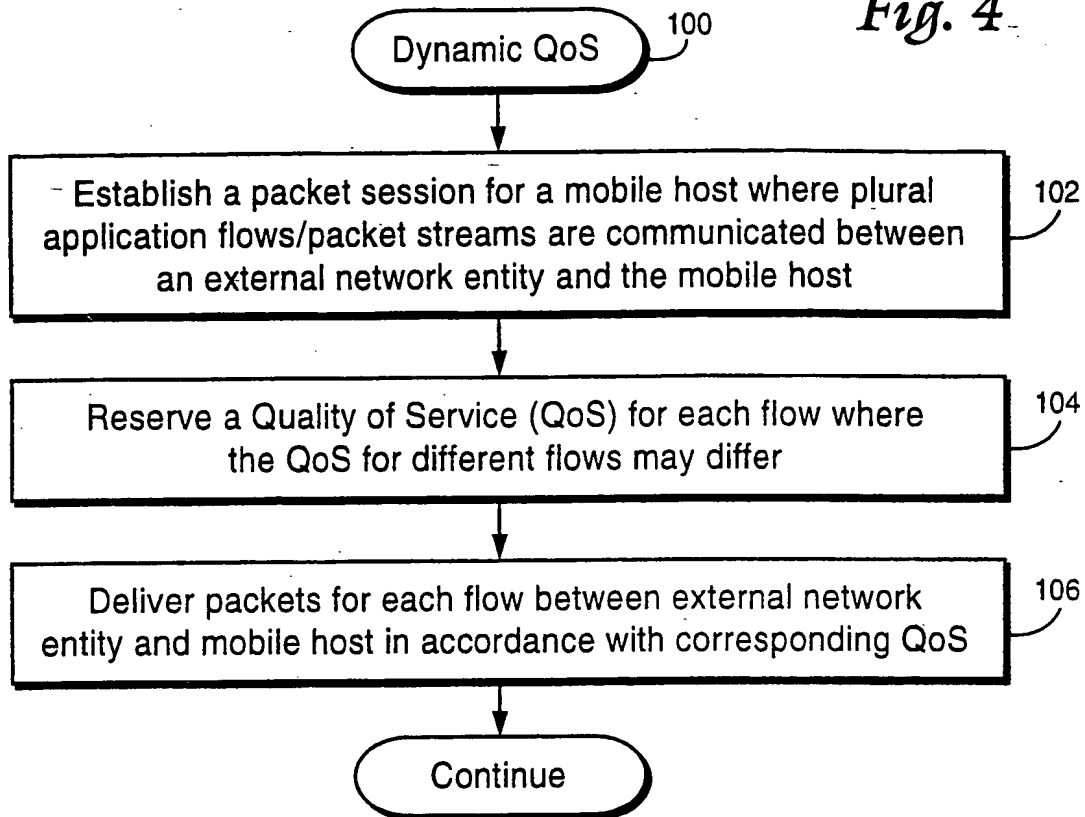 Fig. 4
Dynamic QoS
100
Establish a packet session for a mobile host where plural
application flows/packet streams are communicated between
an external network entity and the mobile host
102
Reserve a Quality of Service (QoS) for each flow where
the QoS for different flows may differ
104
Deliver packets for each flow between external network
entity and mobile host in accordance with corresponding QoS
106
Continue